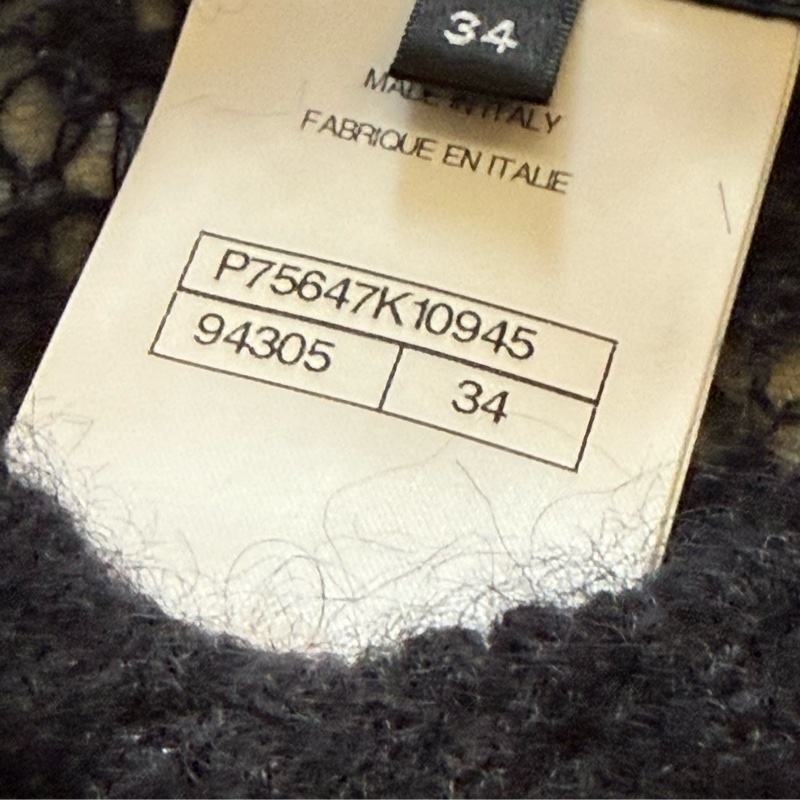 34
MADE IN ITALY
FABRIQUE EN ITALIE
P75647K10945
94305
34